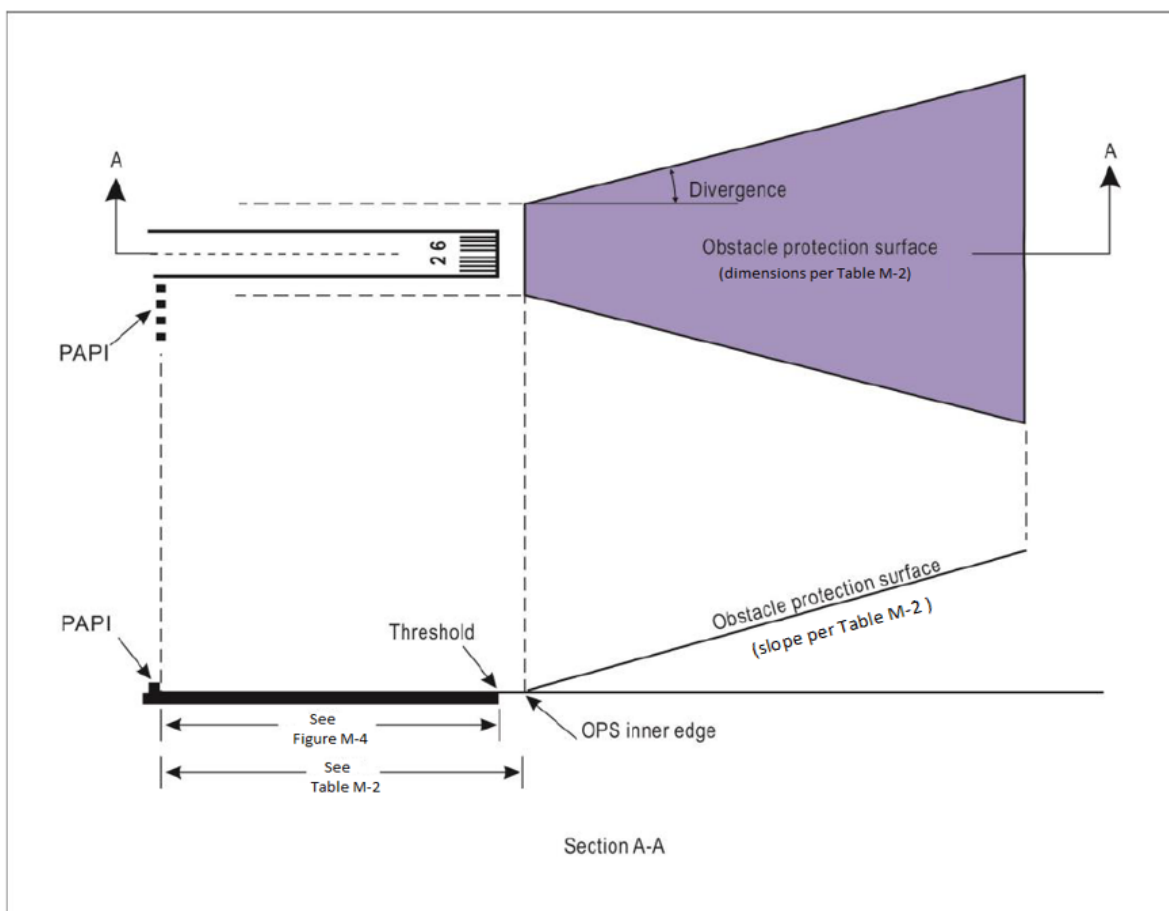 A
A
Divergence
Obstacle protection surface
(dimensions per Table M-2)
26
PAPI
PAPI
Threshold
Obstacle protection surface
(slope per Table M-2 )
OPS inner edge
See
Figure M-4
See
Table M-2
Section A-A